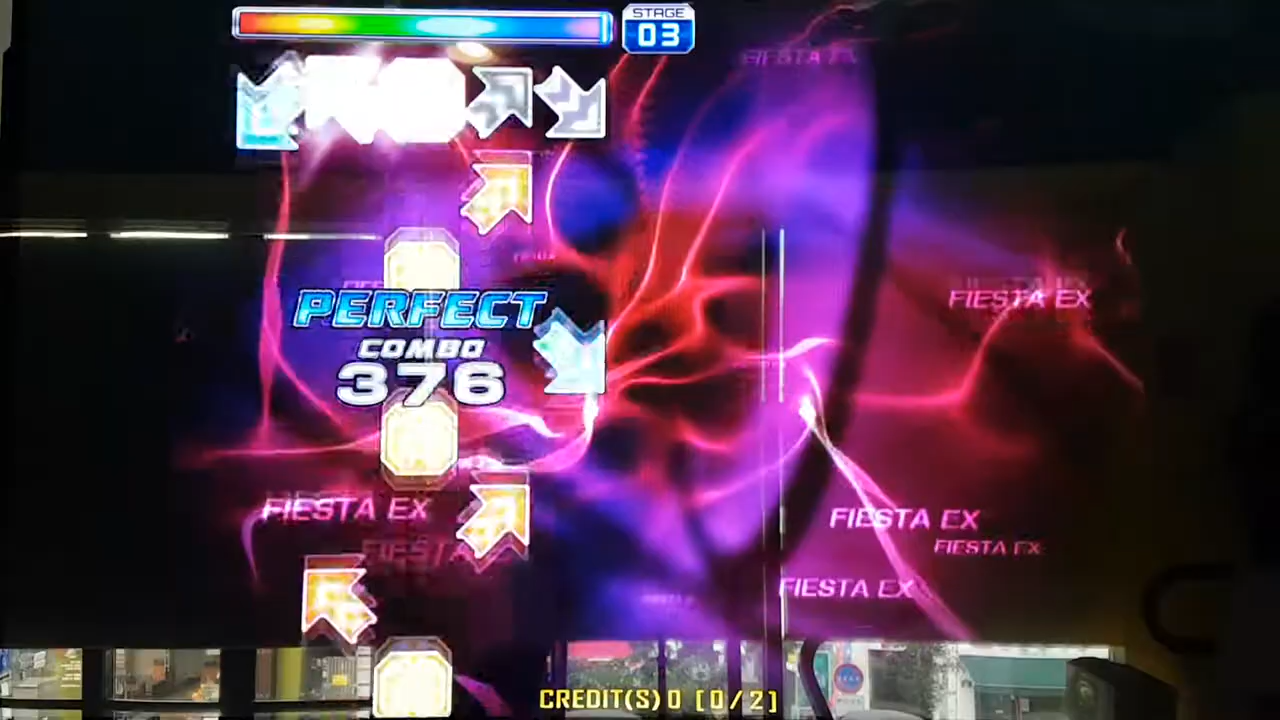 STAGE
03
FIESTA EX
FIESTA EX
PERFECT
COMBO
376
FIESTA EX
FIESTA EX
FIESTA EX
FIESTA
FIESTA EX
CREDIT(S) 0 [0/2]